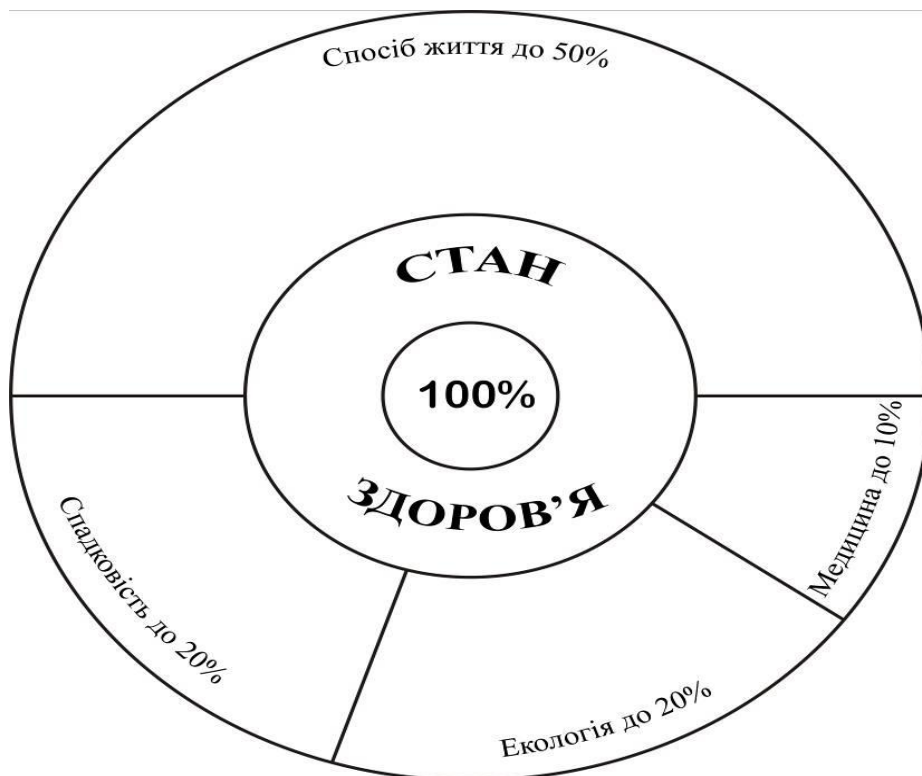 Спосіб життя до 50%
СТАН
100%
ЗДОРОВ’Я
Медицина до 10%
Спадковість до 20%
Екологія до 20%